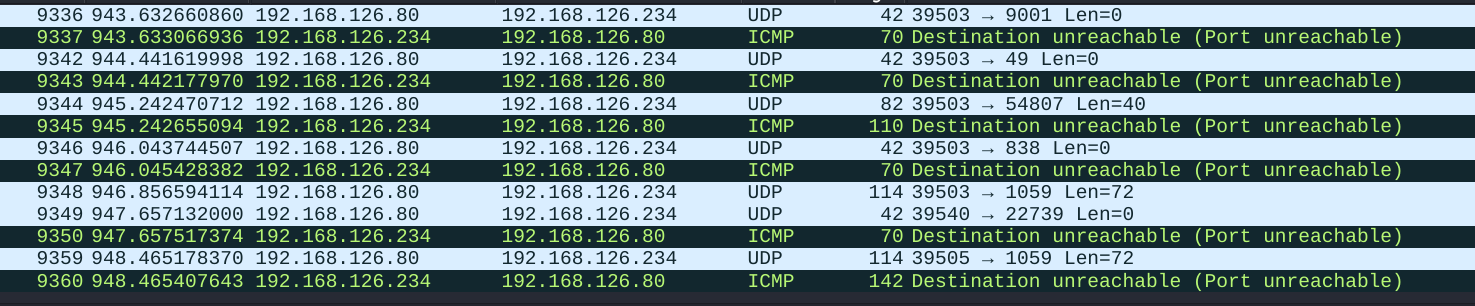 9336 943.632660860 192.168.126.80 192.168.126.234 UDP 42 39503 → 9001 Len=0
9337 943.633066936 192.168.126.234 192.168.126.80 ICMP 70 Destination unreachable (Port unreachable)
9342 944.441619998 192.168.126.80 192.168.126.234 UDP 42 39503 → 49 Len=0
9343 944.442177970 192.168.126.234 192.168.126.80 ICMP 70 Destination unreachable (Port unreachable)
9344 945.242470712 192.168.126.80 192.168.126.234 UDP 82 39503 → 54807 Len=40
9345 945.242655094 192.168.126.234 192.168.126.80 ICMP 110 Destination unreachable (Port unreachable)
9346 946.043744507 192.168.126.80 192.168.126.234 UDP 42 39503 → 838 Len=0
9347 946.045428382 192.168.126.234 192.168.126.80 ICMP 70 Destination unreachable (Port unreachable)
9348 946.856594114 192.168.126.80 192.168.126.234 UDP 114 39503 → 1059 Len=72
9349 947.657132000 192.168.126.80 192.168.126.234 UDP 42 39540 → 22739 Len=0
9350 947.657517374 192.168.126.234 192.168.126.80 ICMP 70 Destination unreachable (Port unreachable)
9359 948.465178370 192.168.126.80 192.168.126.234 UDP 114 39505 → 1059 Len=72
9360 948.465407643 192.168.126.234 192.168.126.80 ICMP 142 Destination unreachable (Port unreachable)